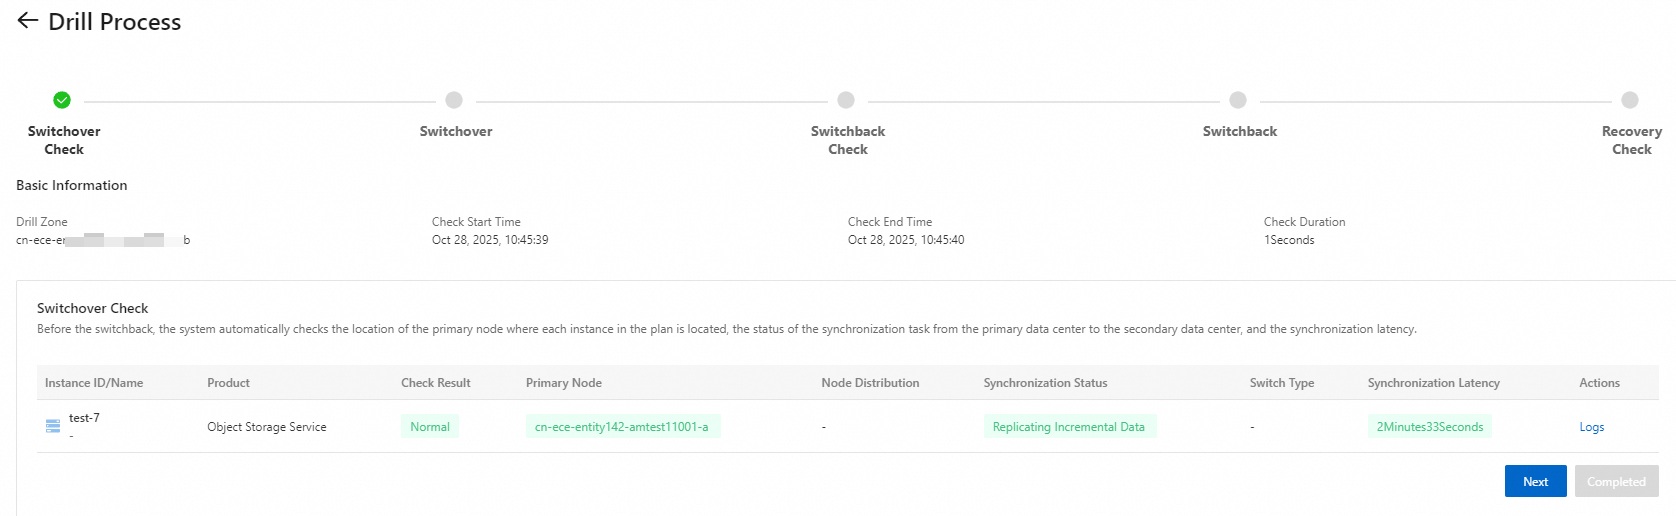 Drill Process
Switchover
Check
Switchover
Switchback
Check
Switchback
Recovery
Check
Basic Information
Drill Zone
Check Start Time
Check End Time
Check Duration
cn-ece-e b
Oct 28, 2025, 10:45:39
Oct 28, 2025, 10:45:40
1Seconds
Switchover Check
Before the switchback, the system automatically checks the location of the primary node where each instance in the plan is located, the status of the synchronization task from the primary data center to the secondary data center, and the synchronization latency.
Instance ID/Name Product Check Result Primary Node Node Distribution Synchronization Status Switch Type Synchronization Latency Actions
test-7
-
Object Storage Service Normal cn-ece-entity142-amtest11001-a - Replicating Incremental Data - 2Minutes33Seconds Logs
Next Completed